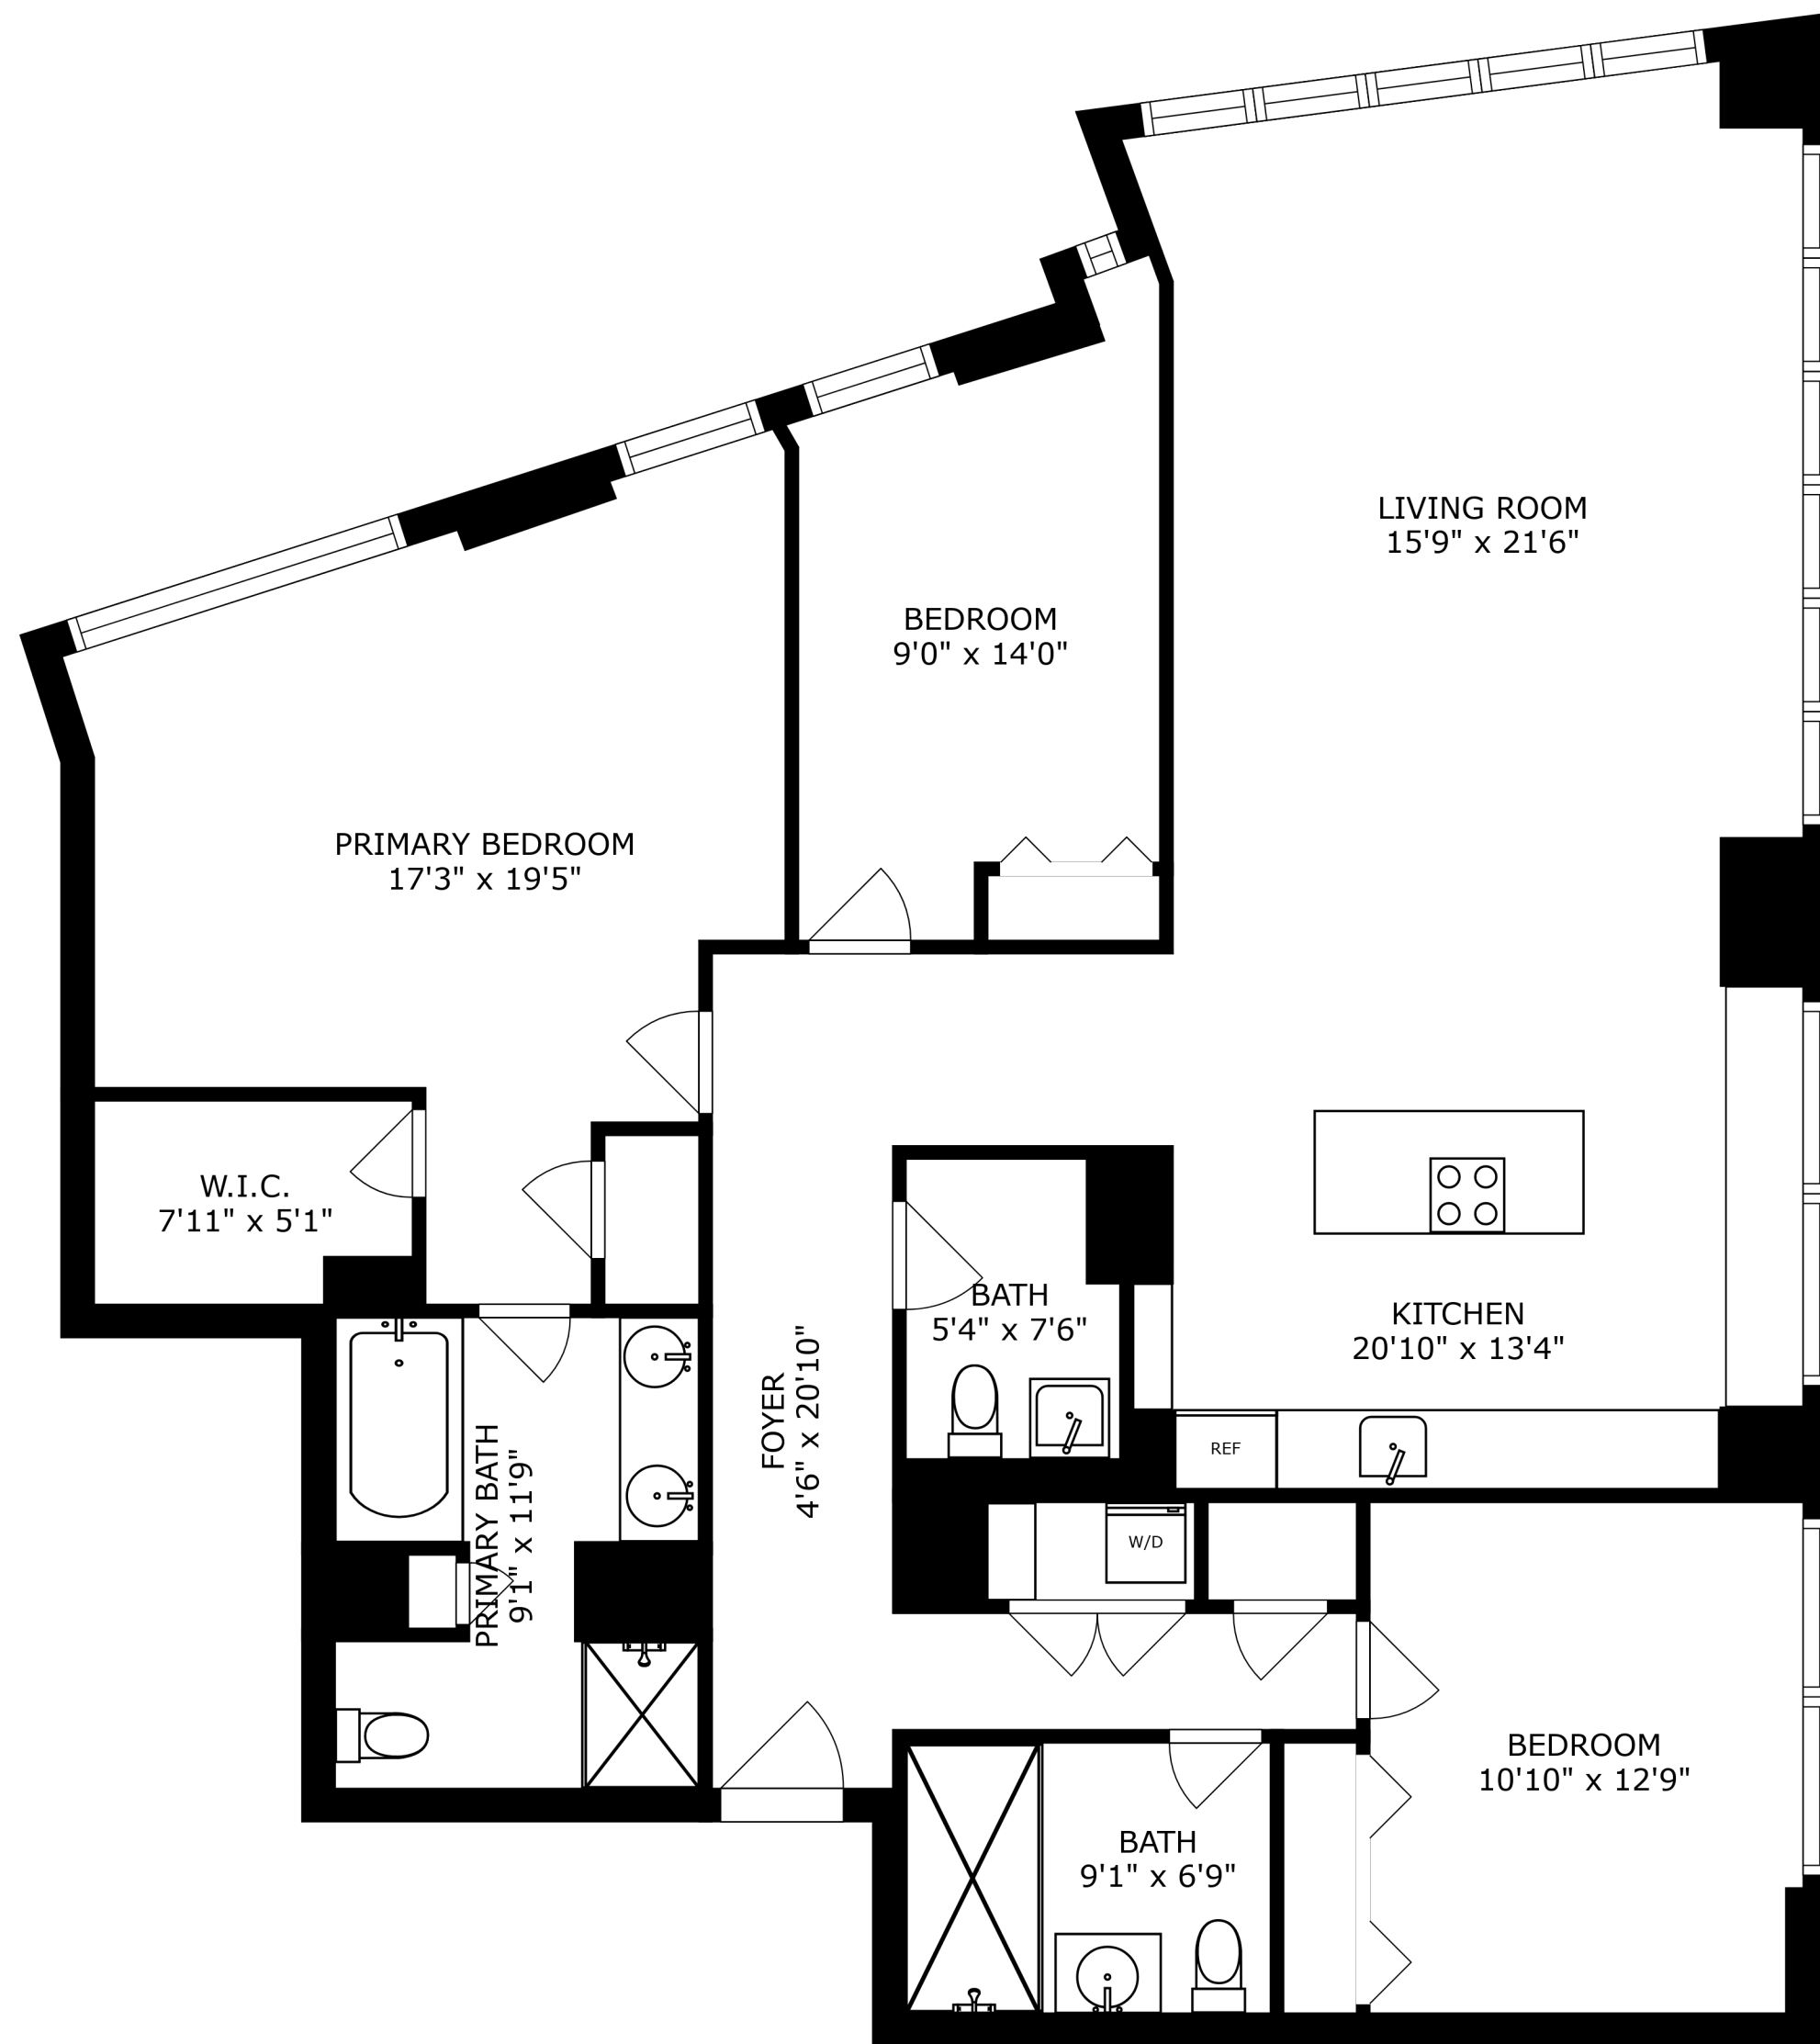 LIVING ROOM
15'9" x 21'6"
BEDROOM
9'0" x 14'0"
PRIMARY BEDROOM
17'3" x 19'5"
W.I.C.
7'11" x 5'1"
BATH
5'4" x 7'6"
KITCHEN
20'10" x 13'4"
FOYER
4'6" x 20'10"
PRIMARY BATH
9'1" x 11'9"
REF
W/D
BEDROOM
10'10" x 12'9"
BATH
9'1" x 6'9"